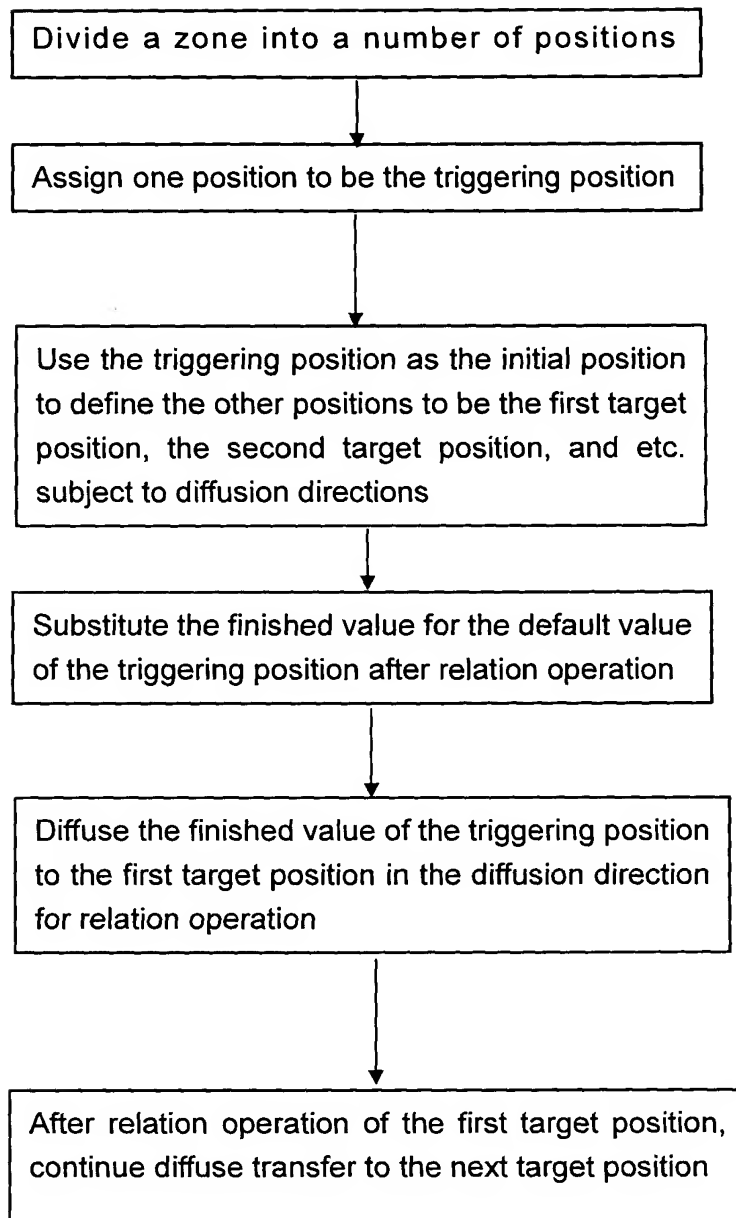 Divide a zone into a number of positions
Assign one position to be the triggering position
Use the triggering position as the initial position
to define the other positions to be the first target
position, the second target position, and etc.
subject to diffusion directions
Substitute the finished value for the default value
of the triggering position after relation operation
Diffuse the finished value of the triggering position
to the first target position in the diffusion direction
for relation operation
After relation operation of the first target position,
continue diffuse transfer to the next target position